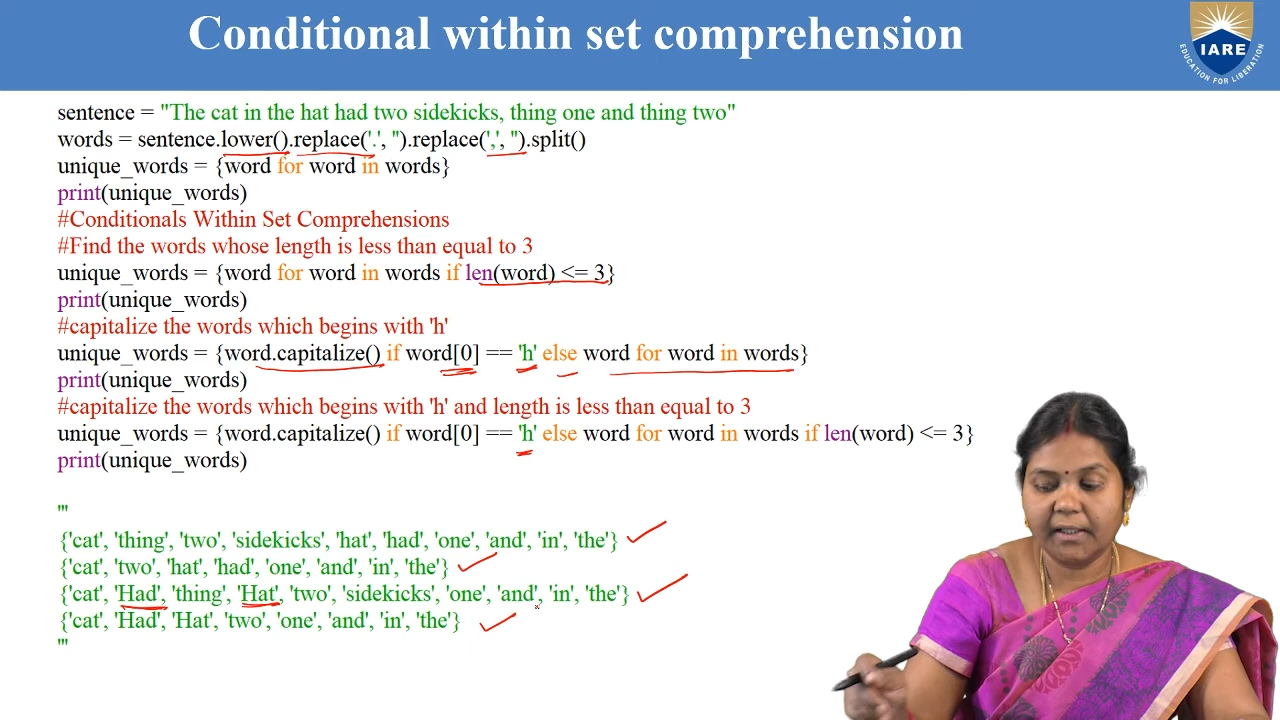 Conditional within set comprehension
IARE
EDUCATION FOR LIBERATION
sentence = "The cat in the hat had two sidekicks, thing one and thing two"
words = sentence.lower().replace('.', '').replace(',', '').split()
unique_words = {word for word in words}
print(unique_words)
#Conditionals Within Set Comprehensions
#Find the words whose length is less than equal to 3
unique_words = {word for word in words if len(word) <= 3}
print(unique_words)
#capitalize the words which begins with 'h'
unique_words = {word.capitalize() if word[0] == 'h' else word for word in words}
print(unique_words)
#capitalize the words which begins with 'h' and length is less than equal to 3
unique_words = {word.capitalize() if word[0] == 'h' else word for word in words if len(word) <= 3}
print(unique_words)
'''
{'cat', 'thing', 'two', 'sidekicks', 'hat', 'had', 'one', 'and', 'in', 'the'}
{'cat', 'two', 'hat', 'had', 'one', 'and', 'in', 'the'}
{'cat', 'Had', 'thing', 'Hat', 'two', 'sidekicks', 'one', 'and', 'in', 'the'}
{'cat', 'Had', 'Hat', 'two', 'one', 'and', 'in', 'the'}
'''